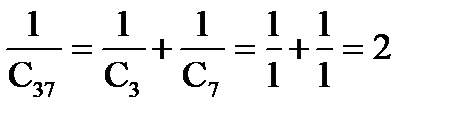 1/C₃₇ = 1/C₃ + 1/C₇ = 1/1 + 1/1 = 2